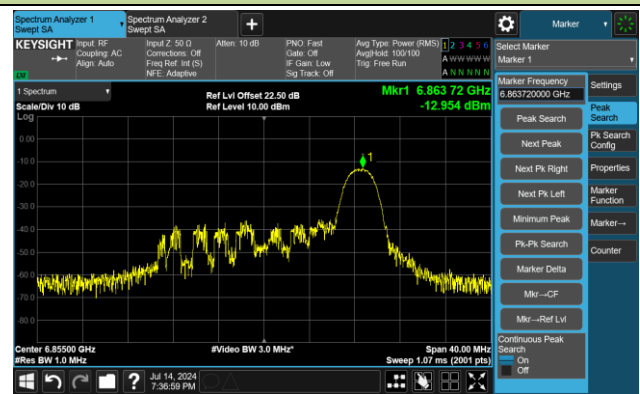 Spectrum Analyzer 1
Swept SA
Spectrum Analyzer 2
Swept SA
+
Marker
KEYSIGHT
Input: RF
Coupling: AC
Align: Auto
Input Z: 50 Ω
Corrections: Off
Freq Ref: Int (S)
NFE: Adaptive
Atten: 10 dB
PNO: Fast
Gate: Off
IF Gain: Low
Sig Track: Off
Avg Type: Power (RMS)
Avg|Hold: 100/100
Trig: Free Run
1 2 3 4 5 6
A W W W W W
A N N N N N
Select Marker
Marker 1
1 Spectrum
Scale/Div 10 dB
Log
Ref Lvl Offset 22.50 dB
Ref Level 10.00 dBm
Mkr1 6.863 72 GHz
-12.954 dBm
0.00
-10.0
-20.0
-30.0
-40.0
-50.0
-60.0
-70.0
-80.0
1
Center 6.85500 GHz
#Res BW 1.0 MHz
#Video BW 3.0 MHz*
Span 40.00 MHz
Sweep 1.07 ms (2001 pts)
Marker Frequency
6.863720000 GHz
Peak Search
Next Peak
Next Pk Right
Next Pk Left
Minimum Peak
Pk-Pk Search
Marker Delta
Mkr→CF
Mkr→Ref Lvl
Continuous Peak
Search
On
Off
Settings
Peak
Search
Pk Search
Config
Properties
Marker
Function
Marker→
Counter
?
Jul 14, 2024
7:36:59 PM